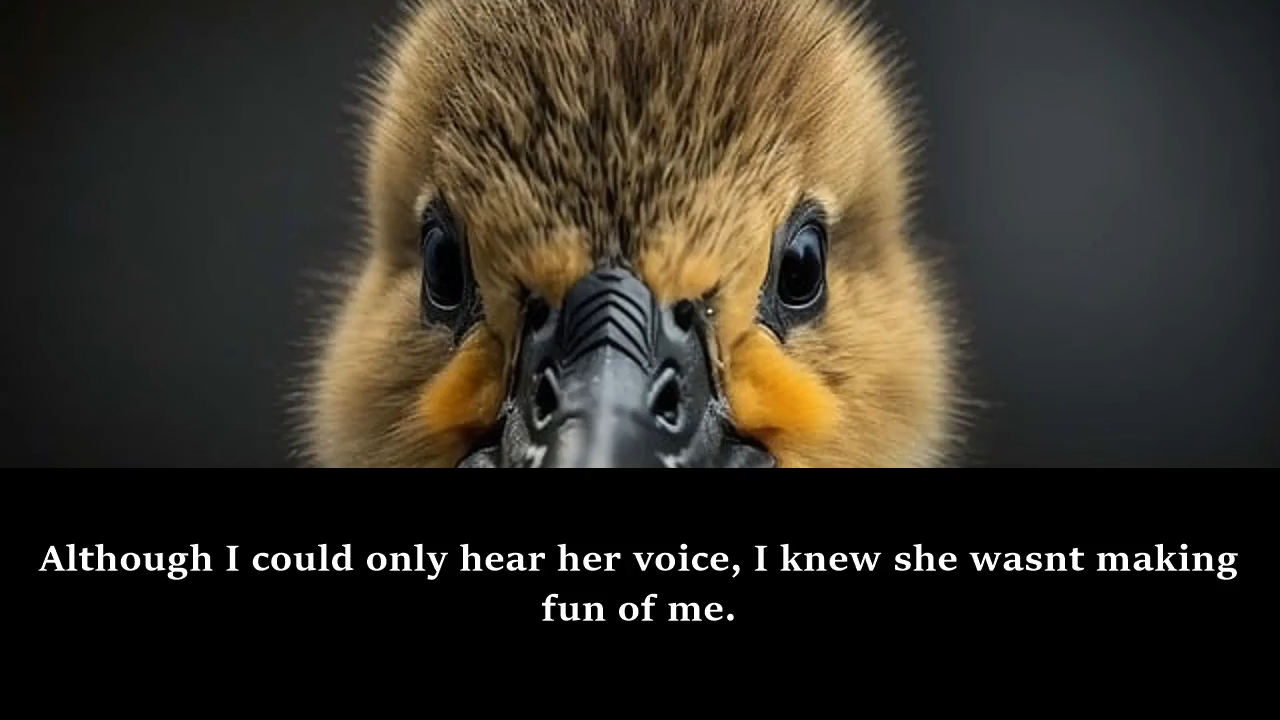 Although I could only hear her voice, I knew she wasnt making
fun of me.